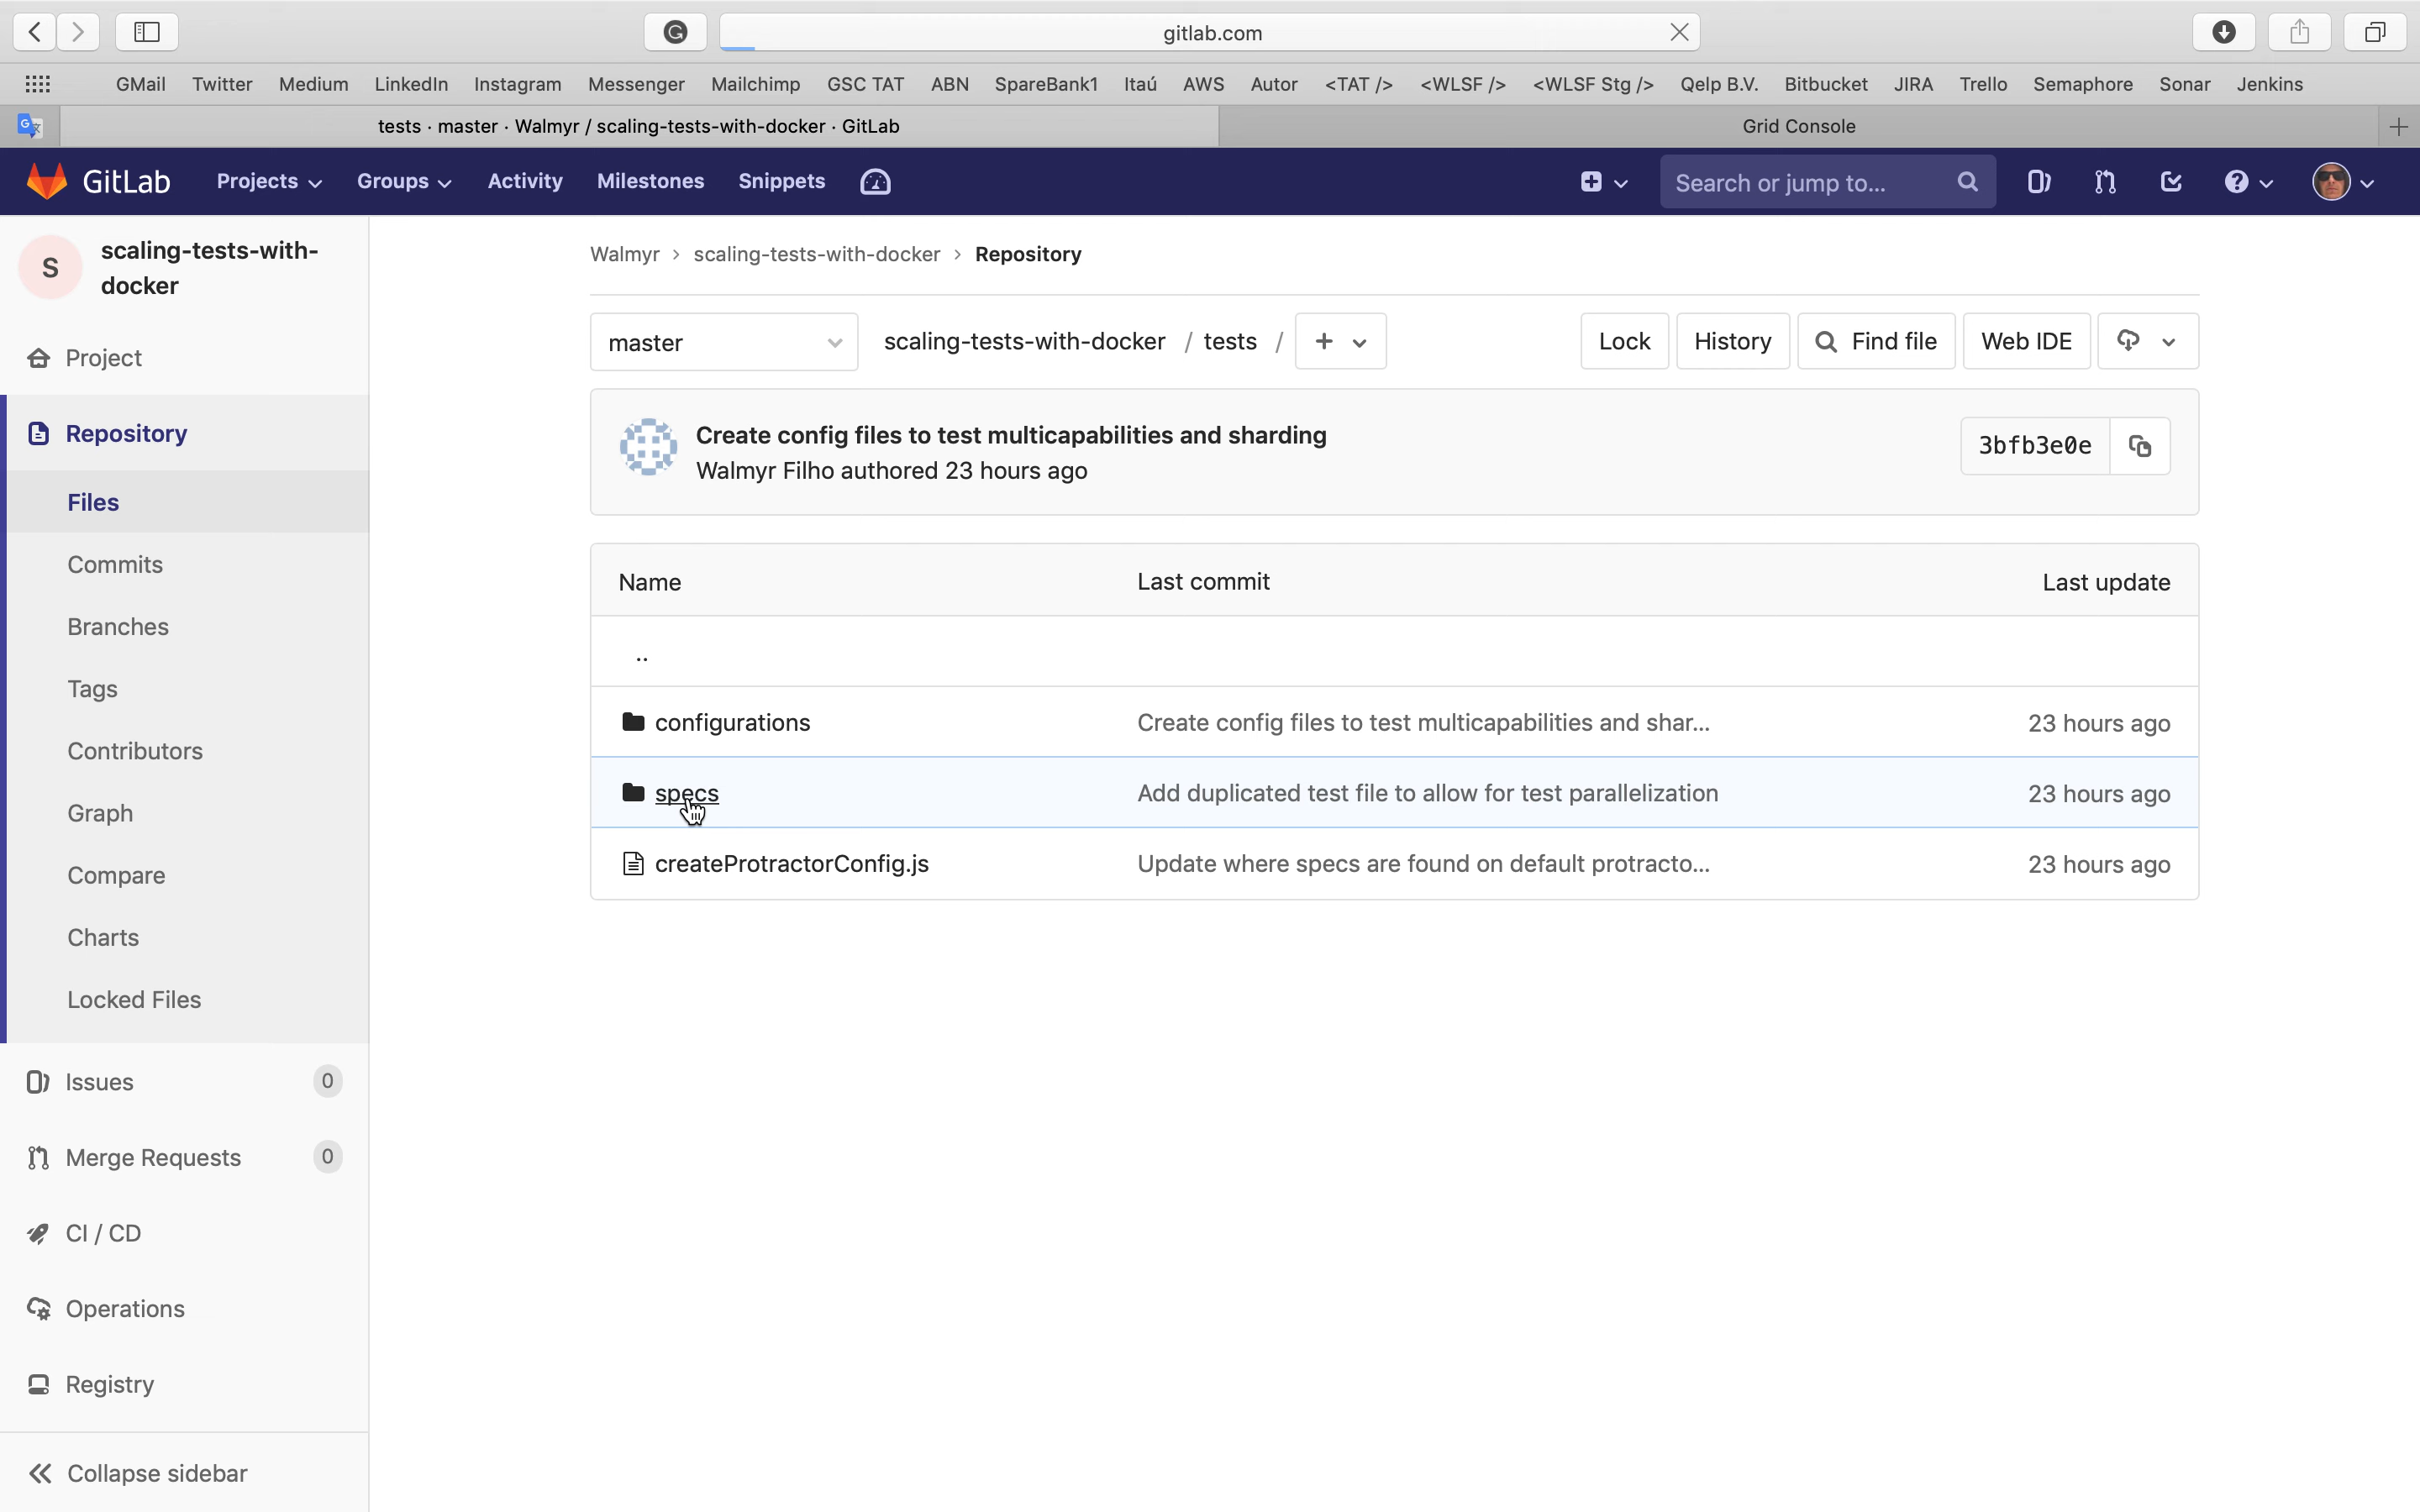 gitlab.com
GMail Twitter Medium LinkedIn Instagram Messenger Mailchimp GSC TAT ABN SpareBank1 Itaú AWS Autor <TAT /> <WLSF /> <WLSF Stg /> Qelp B.V. Bitbucket JIRA Trello Semaphore Sonar Jenkins
tests · master · Walmyr / scaling-tests-with-docker · GitLab Grid Console
GitLab Projects Groups Activity Milestones Snippets Search or jump to...
S
scaling-tests-with-
docker
Project
Repository
Files
Commits
Branches
Tags
Contributors
Graph
Compare
Charts
Locked Files
Issues 0
Merge Requests 0
CI / CD
Operations
Registry
Collapse sidebar
Walmyr > scaling-tests-with-docker > Repository
master scaling-tests-with-docker / tests / + Lock History Find file Web IDE
Create config files to test multicapabilities and sharding
Walmyr Filho authored 23 hours ago
3bfb3e0e
Name Last commit Last update
..
configurations Create config files to test multicapabilities and shar... 23 hours ago
specs Add duplicated test file to allow for test parallelization 23 hours ago
createProtractorConfig.js Update where specs are found on default protracto... 23 hours ago